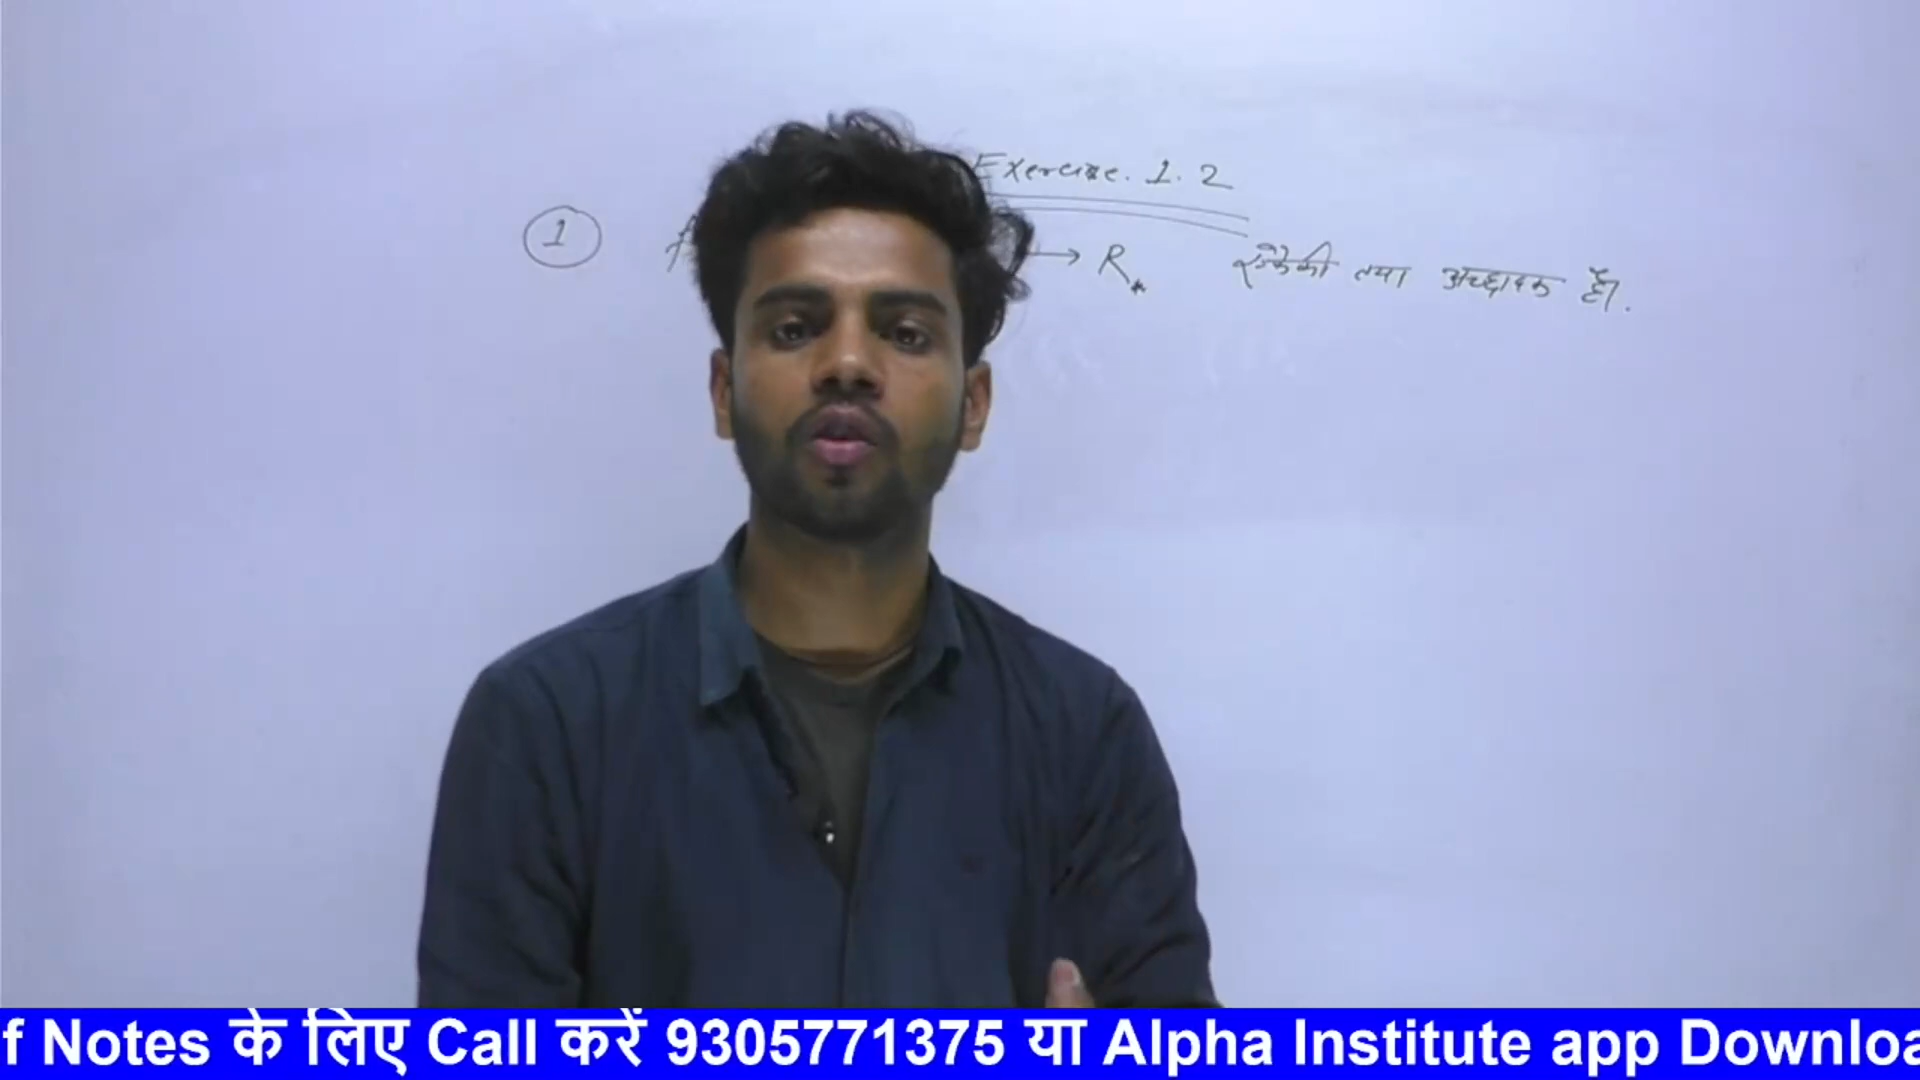 Exercise. 1.2
1 → R* एकैकी तथा आच्छादक है।
f Notes के लिए Call करें 9305771375 या Alpha Institute app Downloa